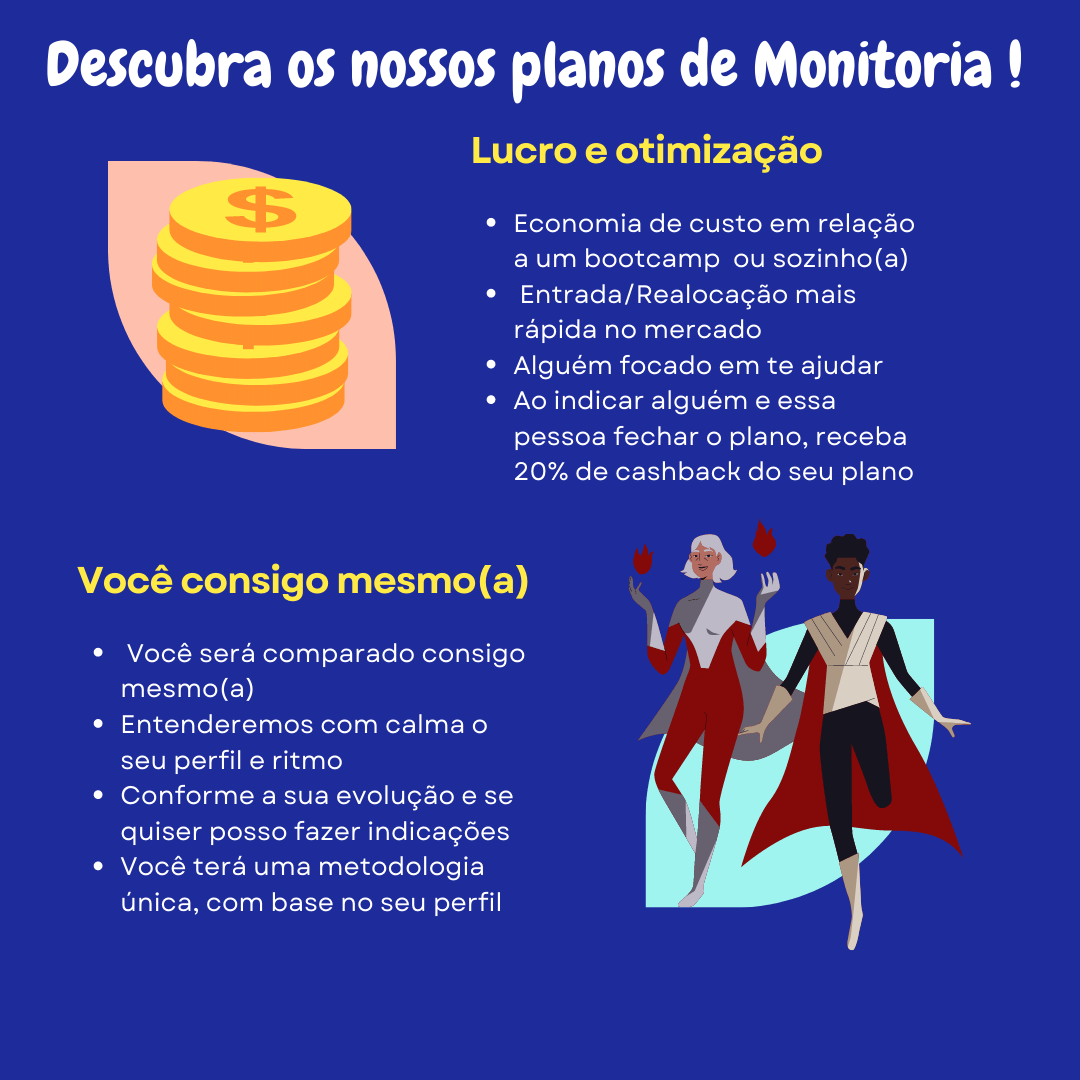 Descubra os nossos planos de Monitoria !
$
Lucro e otimização
• Economia de custo em relação
a um bootcamp ou sozinho(a)
• Entrada/Realocação mais
rápida no mercado
• Alguém focado em te ajudar
• Ao indicar alguém e essa
pessoa fechar o plano, receba
20% de cashback do seu plano
Você consigo mesmo(a)
• Você será comparado consigo
mesmo(a)
• Entenderemos com calma o
seu perfil e ritmo
• Conforme a sua evolução e se
quiser posso fazer indicações
• Você terá uma metodologia
única, com base no seu perfil